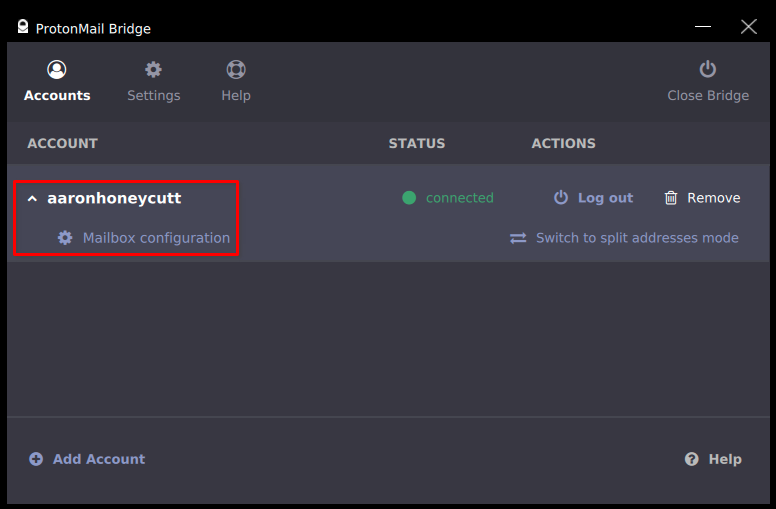 ProtonMail Bridge
Accounts Settings Help Close Bridge
ACCOUNT STATUS ACTIONS
aaronhoneycutt connected Log out Remove
Mailbox configuration Switch to split addresses mode
Add Account Help